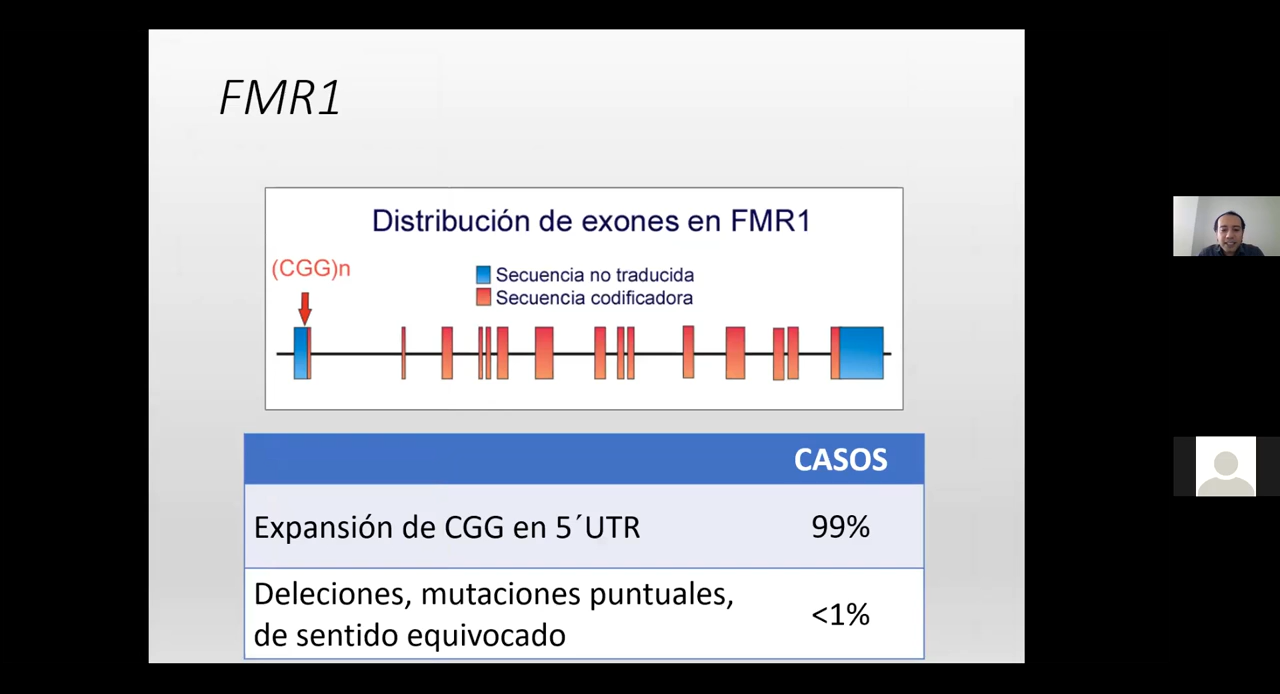 FMR1
Distribución de exones en FMR1
(CGG)n
Secuencia no traducida
Secuencia codificadora
CASOS
Expansión de CGG en 5´UTR 99%
Deleciones, mutaciones puntuales,
de sentido equivocado <1%